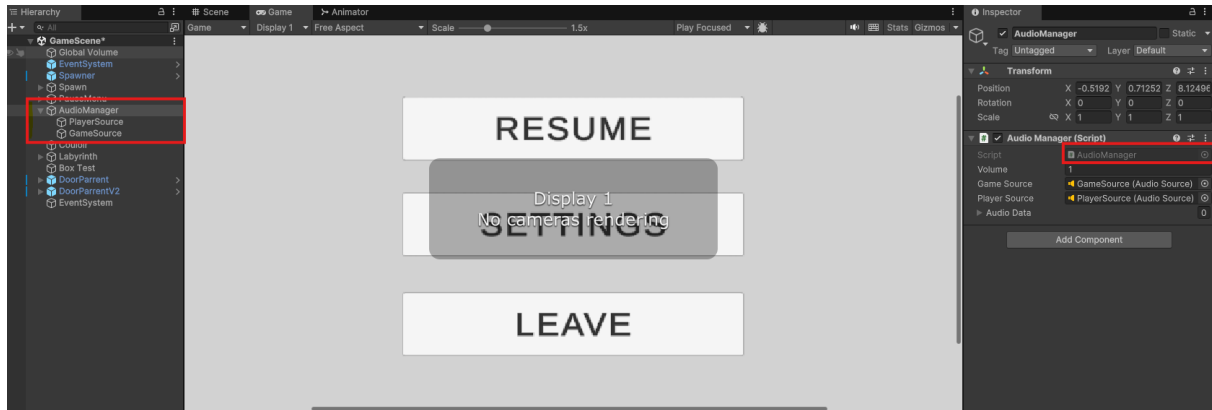 Hierarchy
All
GameScene*
Global Volume
EventSystem
Spawner
Spawn
PauseMenu
AudioManager
PlayerSource
GameSource
Couloir
Labyrinth
Box Test
DoorParrent
DoorParrentV2
EventSystem
Scene Game Animator
Game Display 1 Free Aspect Scale 1.5x Play Focused Stats Gizmos
RESUME
Display 1
No cameras rendering
SETTINGS
LEAVE
Inspector
AudioManager Static
Tag Untagged Layer Default
Transform
Position X -0.5192 Y 0.71252 Z 8.12496
Rotation X 0 Y 0 Z 0
Scale X 1 Y 1 Z 1
# Audio Manager (Script)
Script AudioManager
Volume 1
Game Source GameSource (Audio Source)
Player Source PlayerSource (Audio Source)
Audio Data 0
Add Component